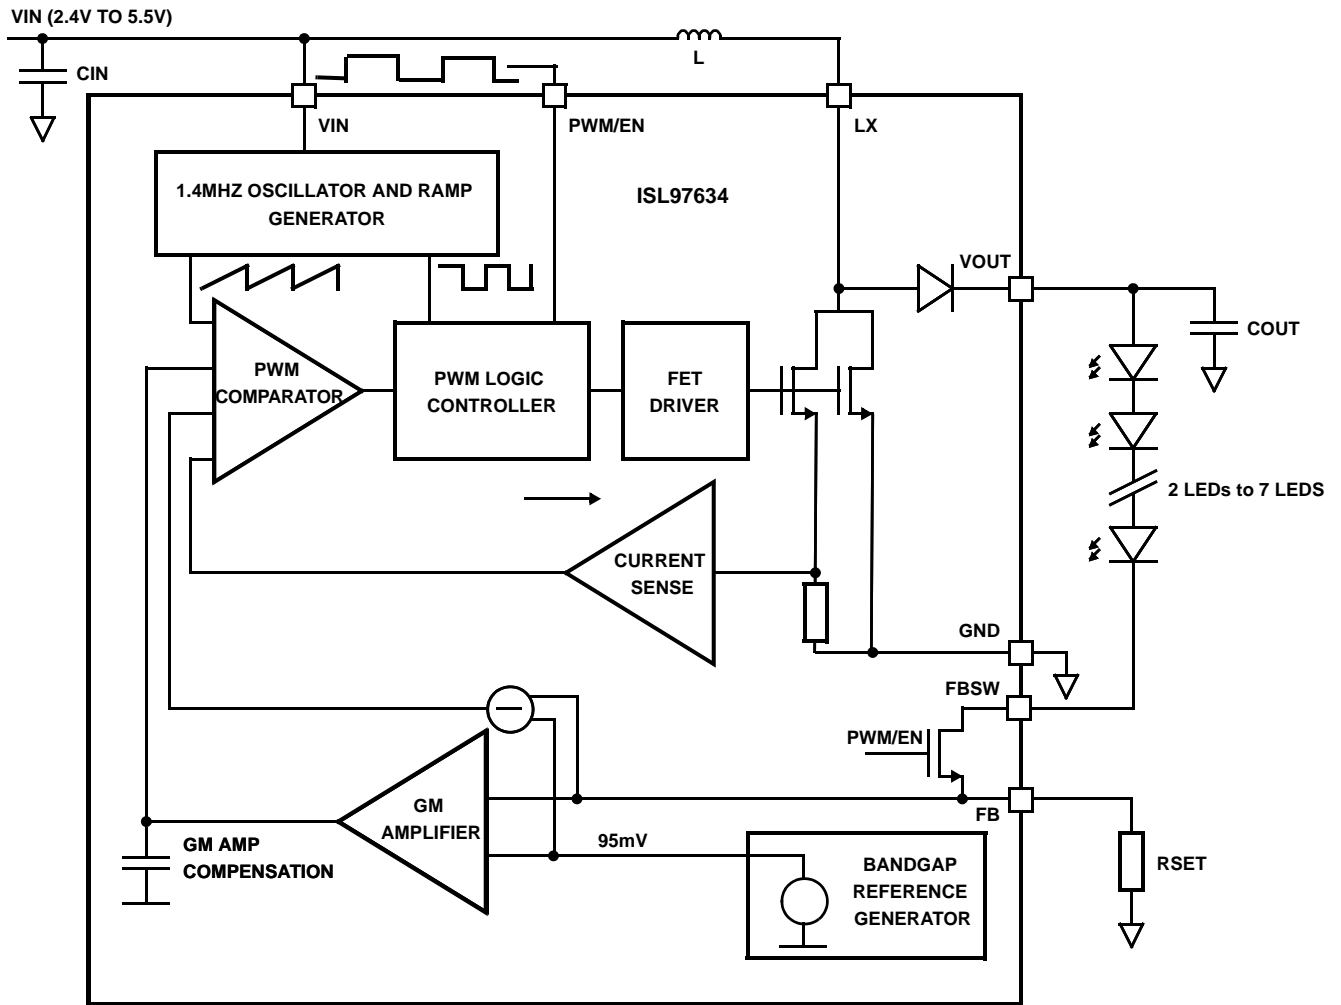 VIN (2.4V TO 5.5V)
L
CIN
VIN
PWM/EN
LX
1.4MHZ OSCILLATOR AND RAMP
GENERATOR
ISL97634
VOUT
COUT
PWM
COMPARATOR
PWM LOGIC
CONTROLLER
FET
DRIVER
2 LEDs to 7 LEDS
CURRENT
SENSE
GND
FBSW
PWM/EN
GM
AMPLIFIER
FB
95mV
GM AMP
COMPENSATION
BANDGAP
REFERENCE
GENERATOR
RSET